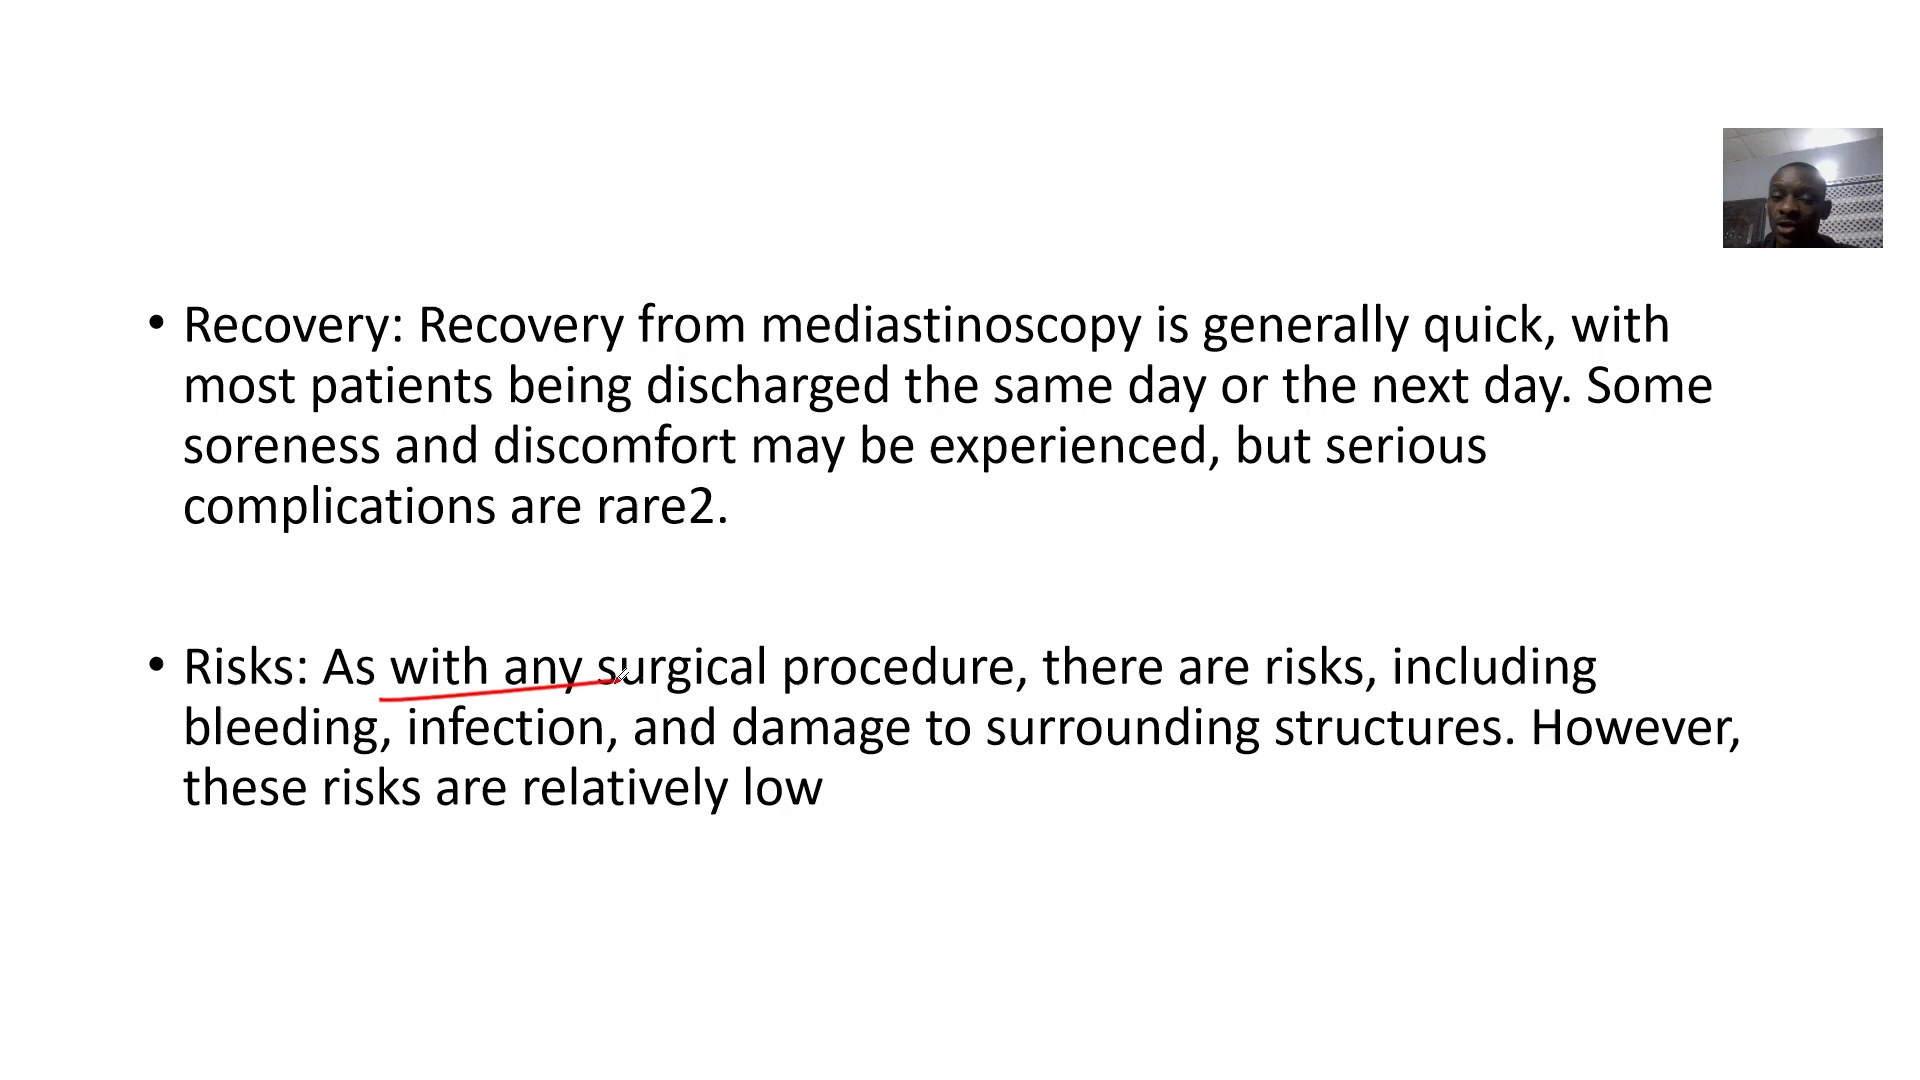 • Recovery: Recovery from mediastinoscopy is generally quick, with
most patients being discharged the same day or the next day. Some
soreness and discomfort may be experienced, but serious
complications are rare2.
• Risks: As with any surgical procedure, there are risks, including
bleeding, infection, and damage to surrounding structures. However,
these risks are relatively low